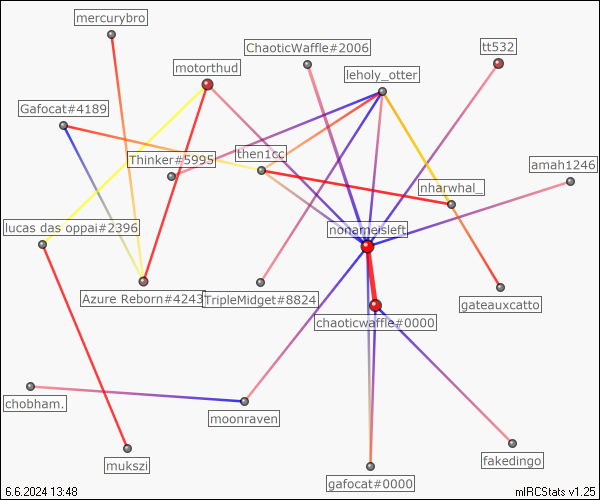 mercurybro
ChaoticWaffle#2006
tt532
motorthud
leholy_otter
Gafocat#4189
then1cc
Thinker#5995
amah1246
nharwhal_
lucas das oppai#2396
nonameisleft
Azure Reborn#4243
TripleMidget#8824
gateauxcatto
chaoticwaffle#0000
chobham.
moonraven
mukszi
fakedingo
gafocat#0000
6.6.2024 13:48
mIRCStats v1.25